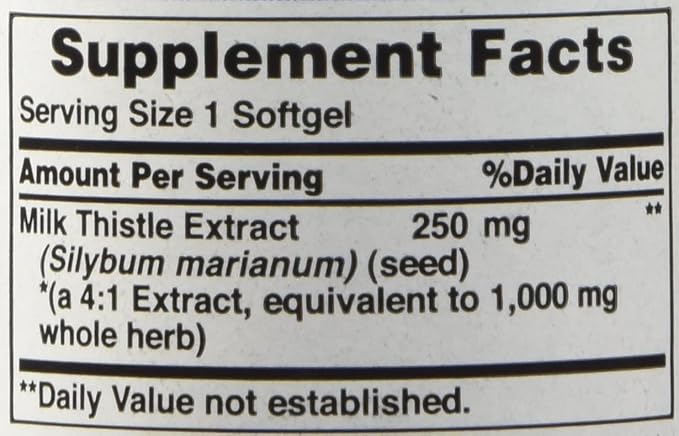 Supplement Facts
Serving Size 1 Softgel
Amount Per Serving %Daily Value
Milk Thistle Extract 250 mg **
(Silybum marianum) (seed)
*(a 4:1 Extract, equivalent to 1,000 mg
whole herb)
**Daily Value not established.